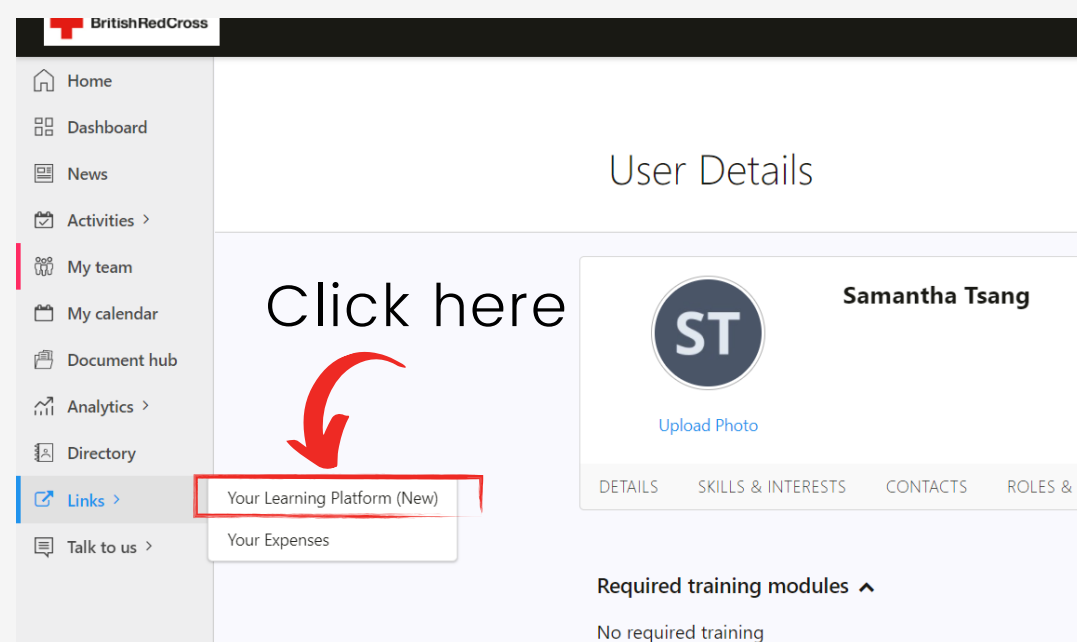 BritishRedCross
Home
Dashboard
News
Activities >
My team
My calendar
Document hub
Analytics >
Directory
Links >
Talk to us >
User Details
Click here
ST
Samantha Tsang
Upload Photo
Your Learning Platform (New)
Your Expenses
DETAILS SKILLS & INTERESTS CONTACTS ROLES &
Required training modules
No required training